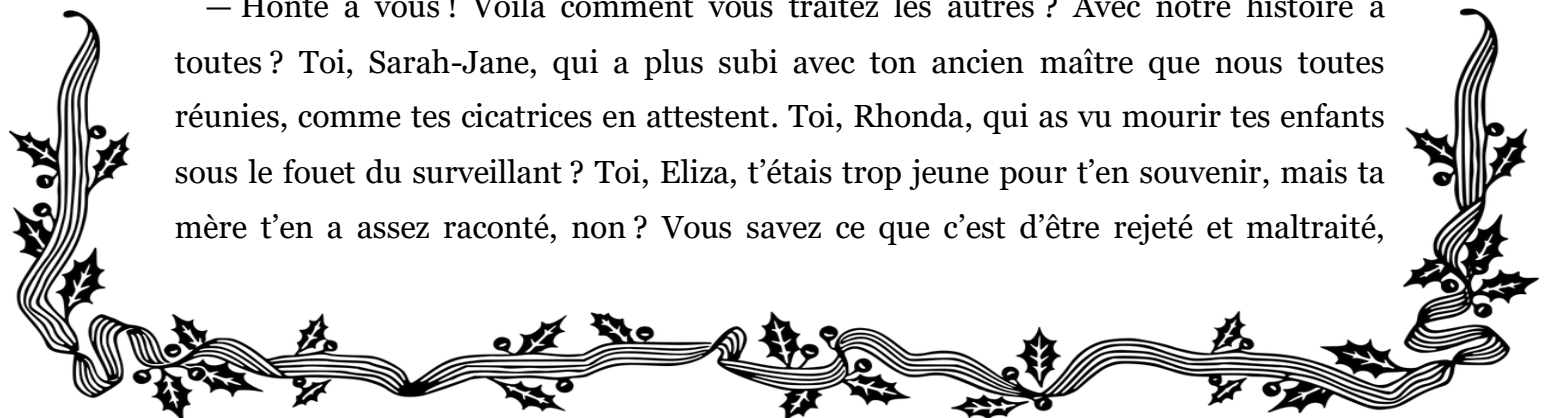 — Honte à vous ! Voilà comment vous traitez les autres ? Avec notre histoire à
toutes ? Toi, Sarah-Jane, qui a plus subi avec ton ancien maître que nous toutes
réunies, comme tes cicatrices en attestent. Toi, Rhonda, qui as vu mourir tes enfants
sous le fouet du surveillant ? Toi, Eliza, t’étais trop jeune pour t’en souvenir, mais ta
mère t’en a assez raconté, non ? Vous savez ce que c’est d’être rejeté et maltraité,